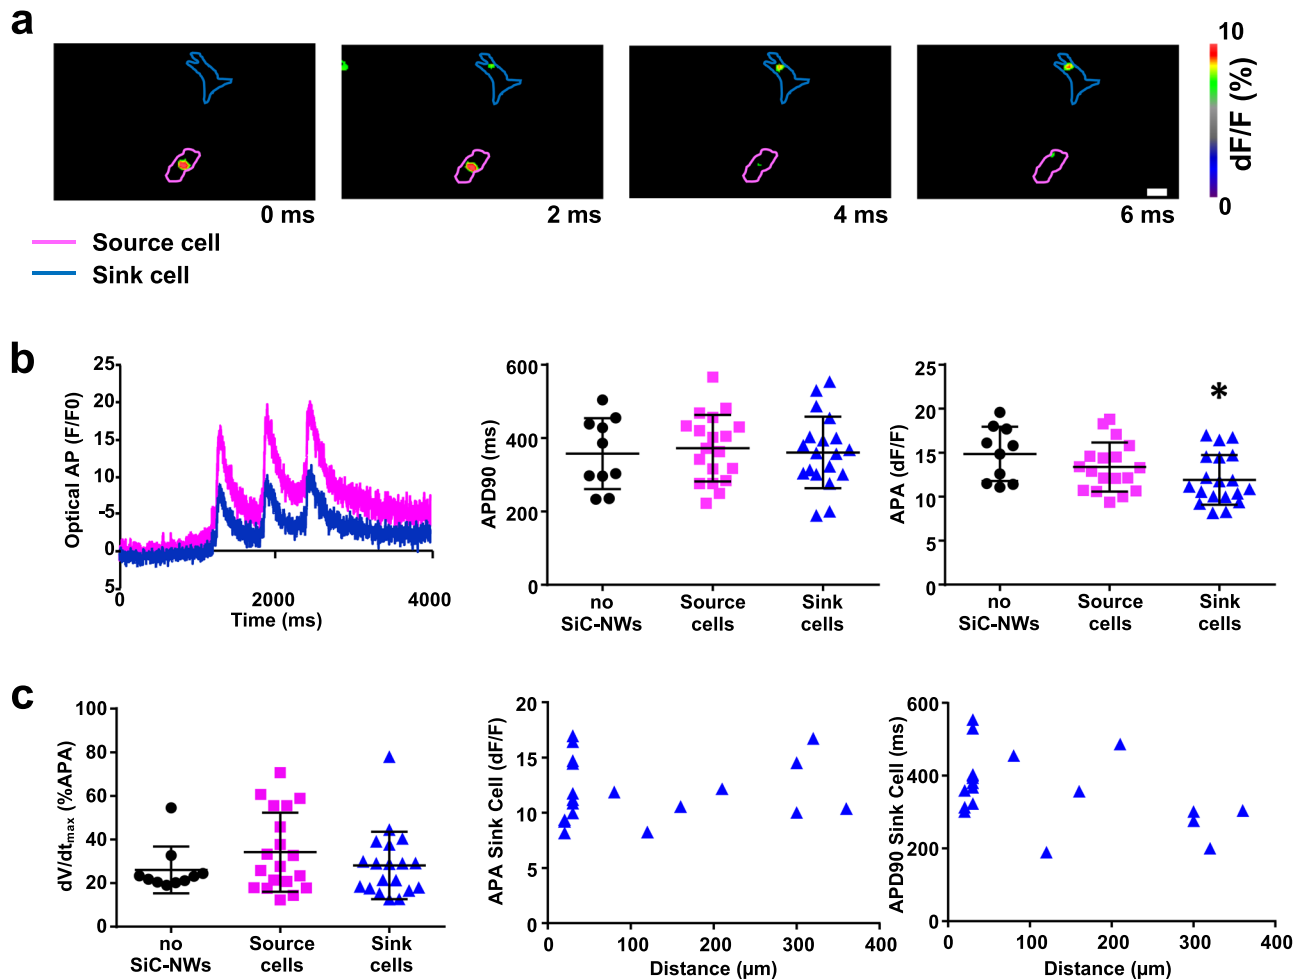 a
0 ms
2 ms
4 ms
6 ms
10
dF/F (%)
0
Source cell
Sink cell
b
25
20
15
10
-5
0
5
Optical AP (F/F0)
0
2000
4000
Time (ms)
600
400
200
0
APD90 (ms)
no
SiC-NWs
Source
cells
Sink
cells
25
20
15
10
5
0
APA (dF/F)
*
no
SiC-NWs
Source
cells
Sink
cells
c
100
80
60
40
20
0
dV/dtmax (%APA)
no
SiC-NWs
Source
cells
Sink
cells
20
15
10
5
0
APA Sink Cell (dF/F)
0
100
200
300
400
Distance (µm)
600
400
200
0
APD90 Sink Cell (ms)
0
100
200
300
400
Distance (µm)